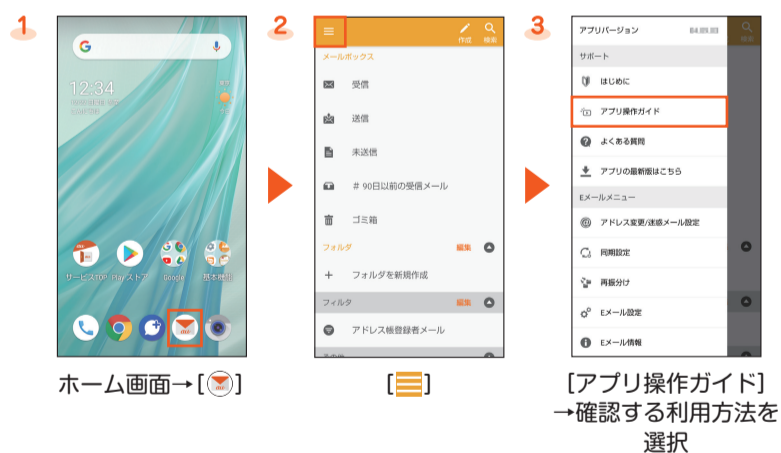 1
12:34
サービスTOP Play ストア Google 基本機能
ホーム画面→[au]
2
作成 検索
メールボックス
受信
送信
未送信
# 90日以前の受信メール
ゴミ箱
フォルダ 編集
+ フォルダを新規作成
フィルタ 編集
アドレス帳登録者メール
[≡]
3
アプリバージョン
検索
サポート
はじめに
アプリ操作ガイド
よくある質問
アプリの最新版はこちら
Eメールメニュー
アドレス変更/迷惑メール設定
同期設定
再振分け
Eメール設定
Eメール情報
[アプリ操作ガイド]
→確認する利用方法を
選択